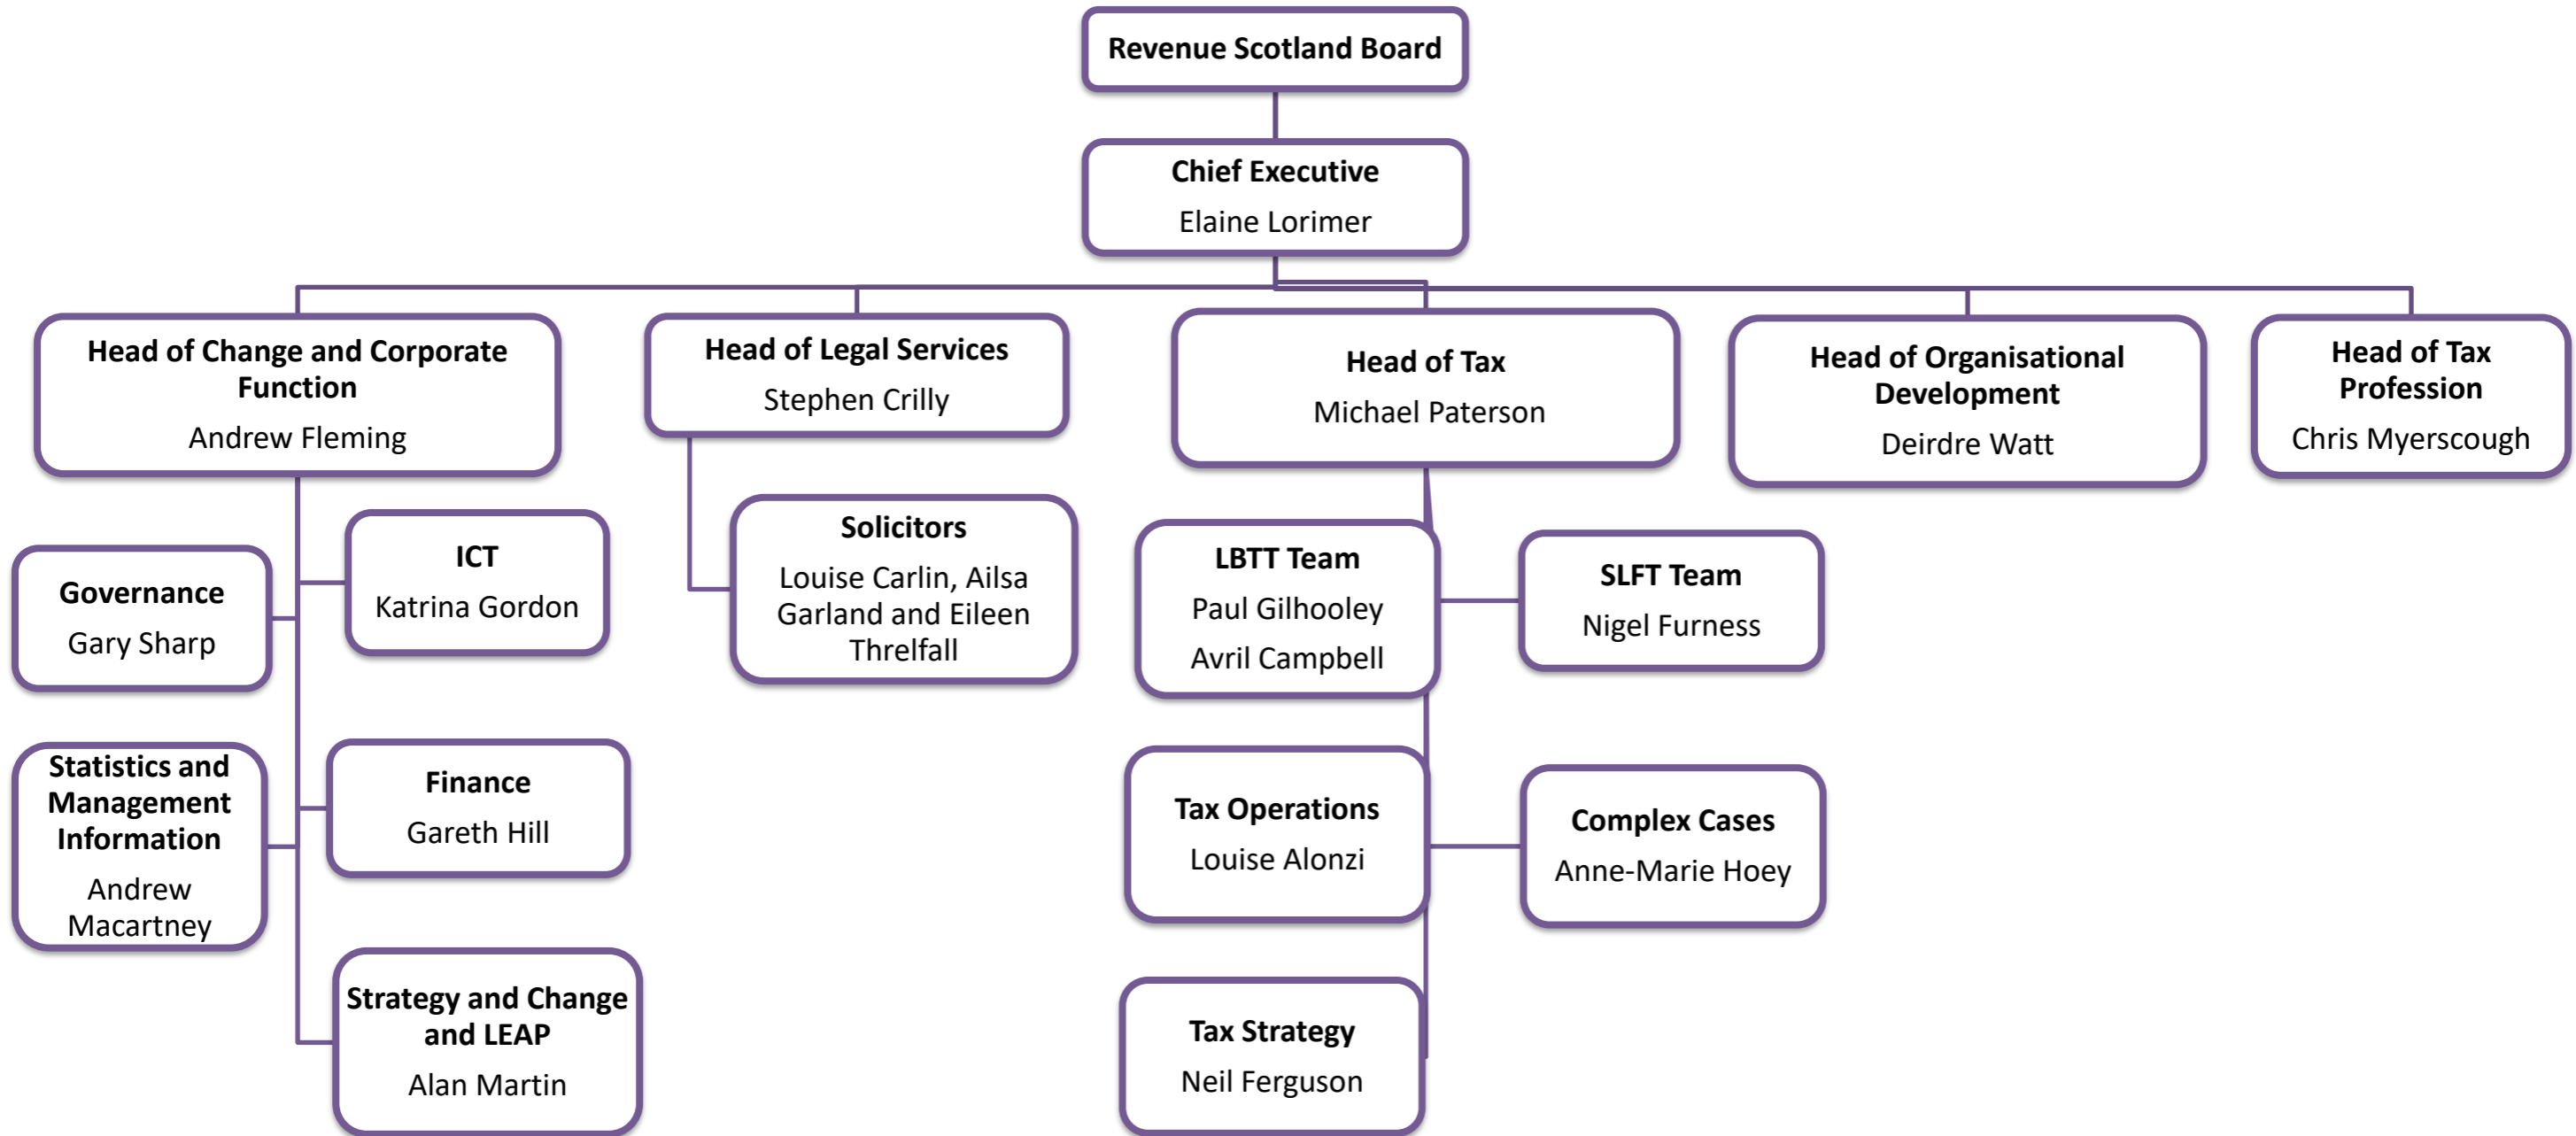 Revenue Scotland Board
Chief Executive
Elaine Lorimer
Head of Change and Corporate
Function
Andrew Fleming
Head of Legal Services
Stephen Crilly
Head of Tax
Michael Paterson
Head of Organisational
Development
Deirdre Watt
Head of Tax
Profession
Chris Myerscough
Governance
Gary Sharp
ICT
Katrina Gordon
Solicitors
Louise Carlin, Ailsa
Garland and Eileen
Threlfall
LBTT Team
Paul Gilhooley
Avril Campbell
SLFT Team
Nigel Furness
Statistics and
Management
Information
Andrew
Macartney
Finance
Gareth Hill
Tax Operations
Louise Alonzi
Complex Cases
Anne-Marie Hoey
Strategy and Change
and LEAP
Alan Martin
Tax Strategy
Neil Ferguson